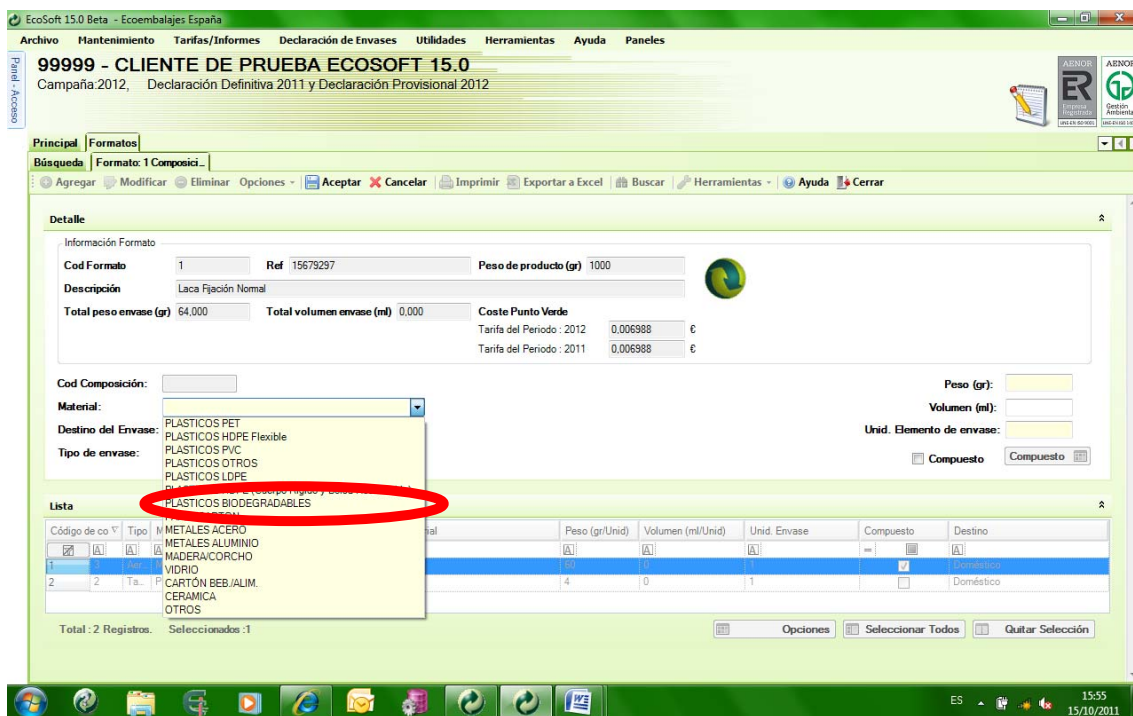 EcoSoft 15.0 Beta - Ecoembalajes España
Archivo Mantenimiento Tarifas/Informes Declaración de Envases Utilidades Herramientas Ayuda Paneles
Panel - Acceso
99999 - CLIENTE DE PRUEBA ECOSOFT 15.0
Campaña:2012, Declaración Definitiva 2011 y Declaración Provisional 2012
AENOR AENOR
ER
Empresa Registrada
Gestión Ambienta
Principal Formatos
Búsqueda Formato: 1 Composici...
Agregar Modificar Eliminar Opciones Aceptar Cancelar Imprimir Exportar a Excel Buscar Herramientas Ayuda Cerrar
Detalle
Información Formato
Cod Formato 1 Ref 15679297 Peso de producto (gr) 1000
Descripción Laca Fijación Normal
Total peso envase (gr) 64,000 Total volumen envase (ml) 0,000 Coste Punto Verde
Tarifa del Periodo : 2012 0,006988 €
Tarifa del Periodo : 2011 0,006988 €
Cod Composición: Peso (gr):
Material: Volumen (ml):
Destino del Envase: Unid. Elemento de envase:
Tipo de envase: Compuesto Compuesto
PLASTICOS PET
PLASTICOS HDPE Flexible
PLASTICOS PVC
PLASTICOS OTROS
PLASTICOS LDPE
PLASTICOS BIODEGRADABLES
METALES ACERO
METALES ALUMINIO
MADERA/CORCHO
VIDRIO
CARTÓN BEB./ALIM.
CERAMICA
OTROS
Lista
Código de co Tipo M Peso (gr/Unid) Volumen (ml/Unid) Unid. Envase Compuesto Destino
A A A A A A = A
1 3 Aer... M 60 0 1 Doméstico
2 2 Ta... P 4 0 1 Doméstico
Total : 2 Registros. Seleccionados :1 Opciones Seleccionar Todos Quitar Selección
ES 15:55
15/10/2011